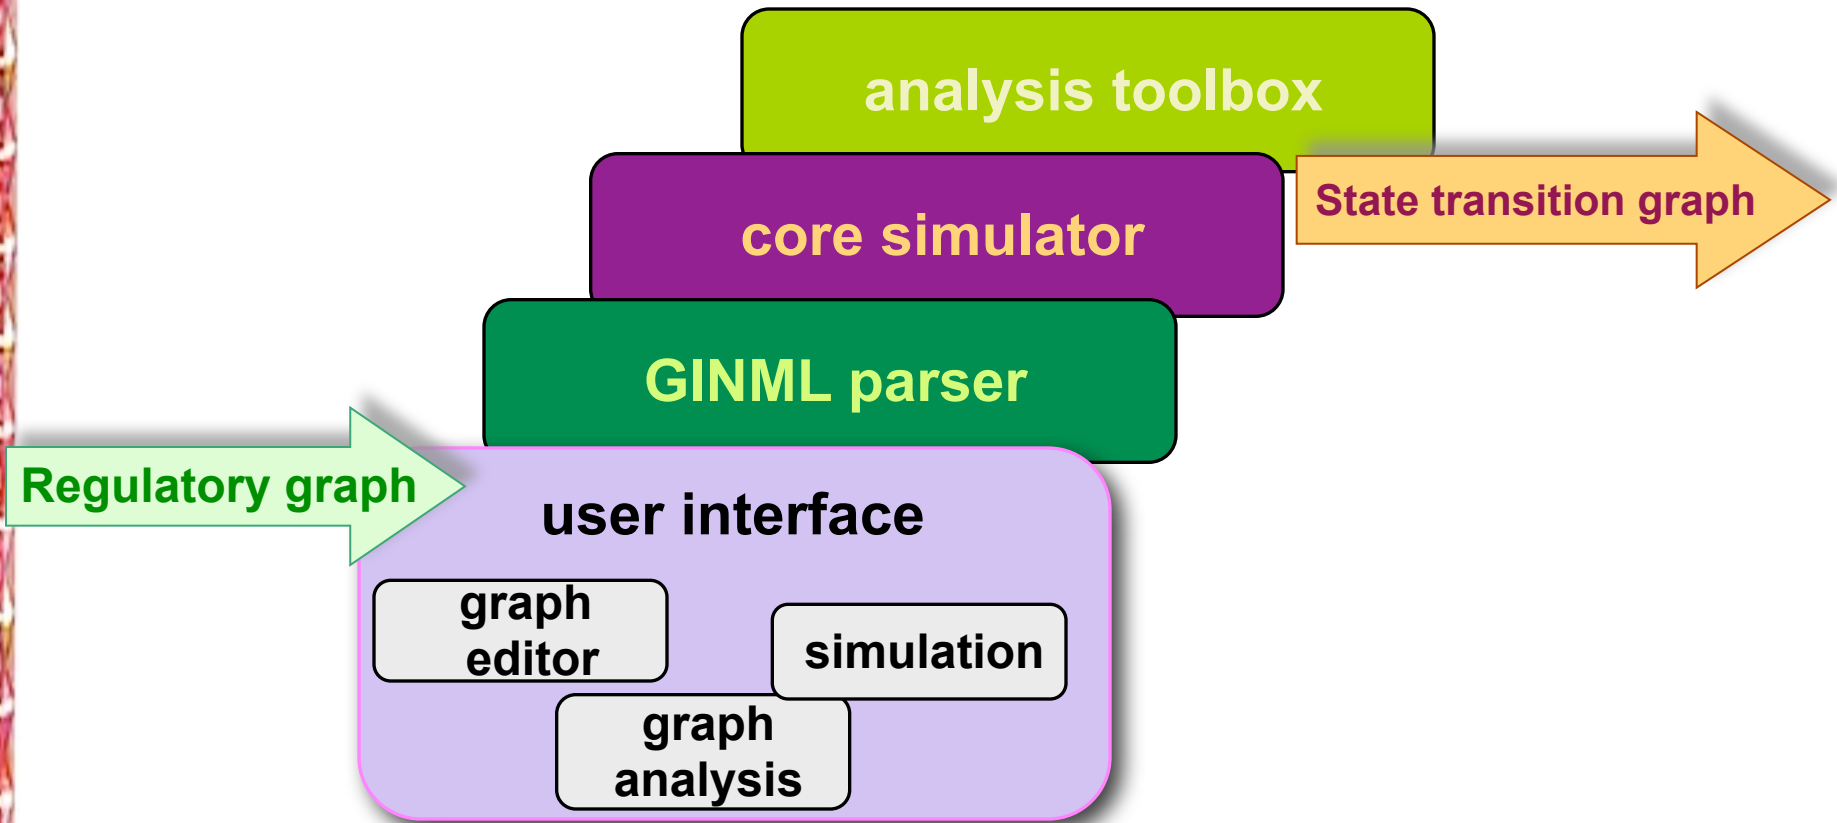 analysis toolbox
State transition graph
core simulator
GINML parser
Regulatory graph
user interface
graph
editor
simulation
graph
analysis